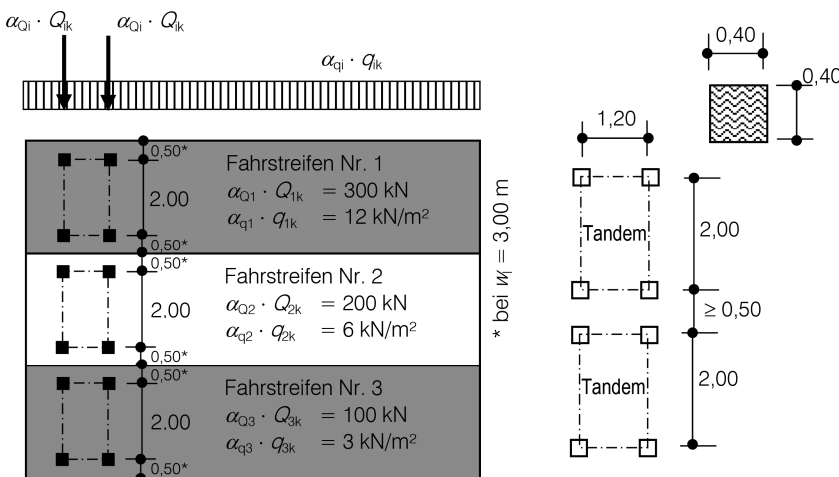 α_Qi · Q_ik α_Qi · Q_ik
α_qi · q_ik
0,50*
2.00
0,50*
Fahrstreifen Nr. 1
α_Q1 · Q_1k = 300 kN
α_q1 · q_1k = 12 kN/m²
0,50*
2.00
0,50*
Fahrstreifen Nr. 2
α_Q2 · Q_2k = 200 kN
α_q2 · q_2k = 6 kN/m²
0,50*
2.00
0,50*
Fahrstreifen Nr. 3
α_Q3 · Q_3k = 100 kN
α_q3 · q_3k = 3 kN/m²
* bei w_l = 3,00 m
0,40
0,40
1,20
Tandem
2,00
≥ 0,50
Tandem
2,00